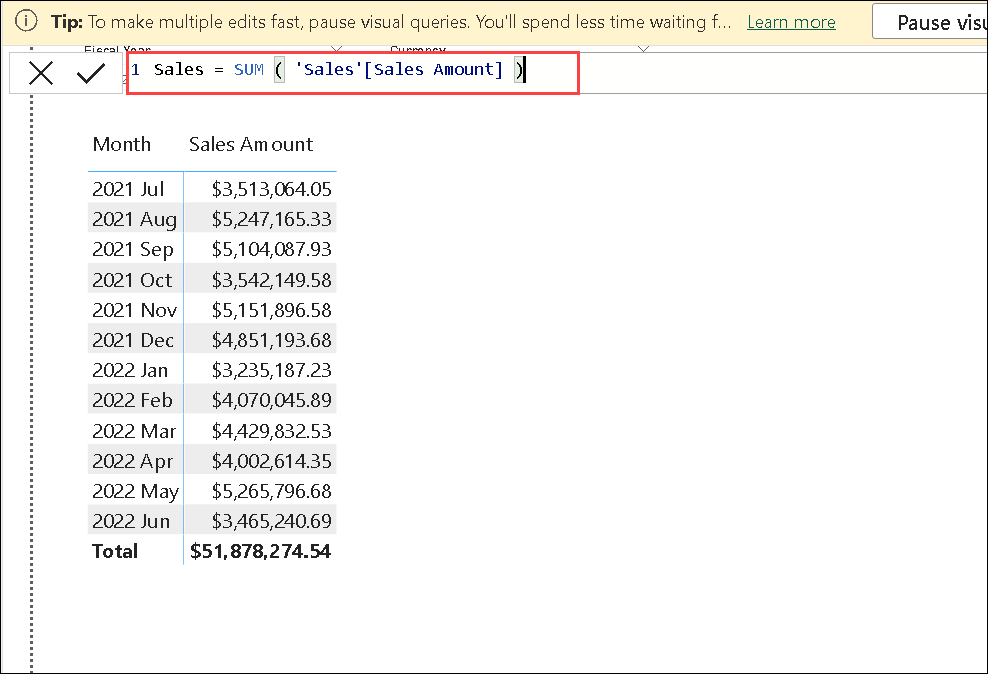 Tip: To make multiple edits fast, pause visual queries. You'll spend less time waiting f... Learn more Pause visu
Fiscal Year Currency
1 Sales = SUM ( 'Sales'[Sales Amount] )
Month Sales Amount
2021 Jul $3,513,064.05
2021 Aug $5,247,165.33
2021 Sep $5,104,087.93
2021 Oct $3,542,149.58
2021 Nov $5,151,896.58
2021 Dec $4,851,193.68
2022 Jan $3,235,187.23
2022 Feb $4,070,045.89
2022 Mar $4,429,832.53
2022 Apr $4,002,614.35
2022 May $5,265,796.68
2022 Jun $3,465,240.69
Total $51,878,274.54